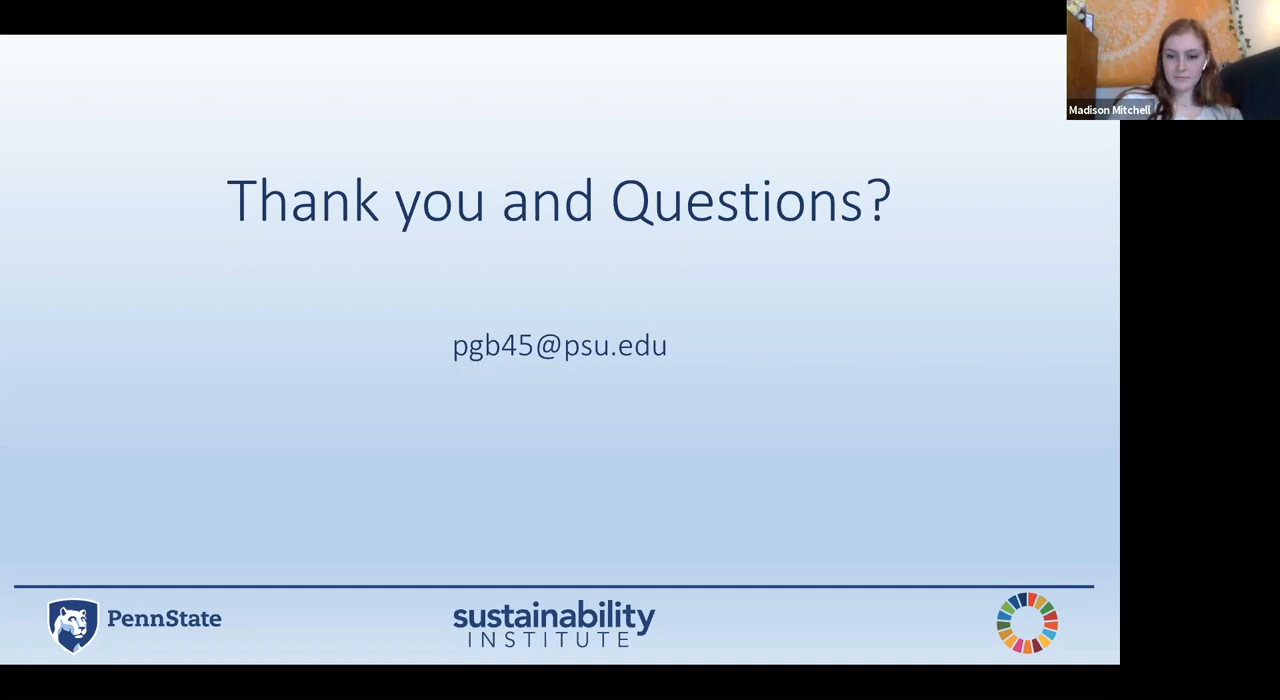 Madison Mitchell
Thank you and Questions?
pgb45@psu.edu
PennState
sustainability
INSTITUTE